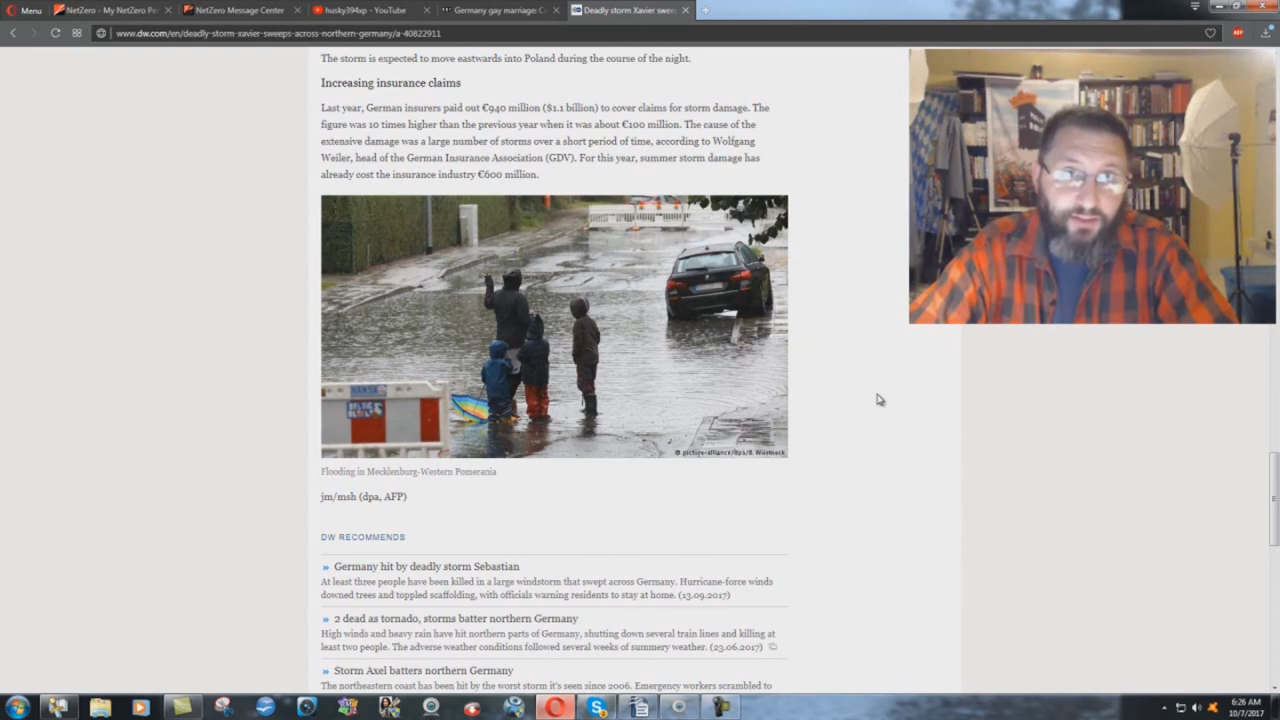 Menu
NetZero - My NetZero Per
NetZero Message Center
husky394xp - YouTube
Germany gay marriage: C
Deadly storm Xavier swee
www.dw.com/en/deadly-storm-xavier-sweeps-across-northern-germany/a-40822911
ABP
The storm is expected to move eastwards into Poland during the course of the night.
Increasing insurance claims
Last year, German insurers paid out €940 million ($1.1 billion) to cover claims for storm damage. The
figure was 10 times higher than the previous year when it was about €100 million. The cause of the
extensive damage was a large number of storms over a short period of time, according to Wolfgang
Weiler, head of the German Insurance Association (GDV). For this year, summer storm damage has
already cost the insurance industry €600 million.
HANSA
© picture-alliance/dpa/B. Wüstneck
Flooding in Mecklenburg-Western Pomerania
jm/msh (dpa, AFP)
DW RECOMMENDS
» Germany hit by deadly storm Sebastian
At least three people have been killed in a large windstorm that swept across Germany. Hurricane-force winds
downed trees and toppled scaffolding, with officials warning residents to stay at home. (13.09.2017)
» 2 dead as tornado, storms batter northern Germany
High winds and heavy rain have hit northern parts of Germany, shutting down several train lines and killing at
least two people. The adverse weather conditions followed several weeks of summery weather. (23.06.2017)
» Storm Axel batters northern Germany
The northeastern coast has been hit by the worst storm it's seen since 2006. Emergency workers scrambled to
6:26 AM
10/7/2017